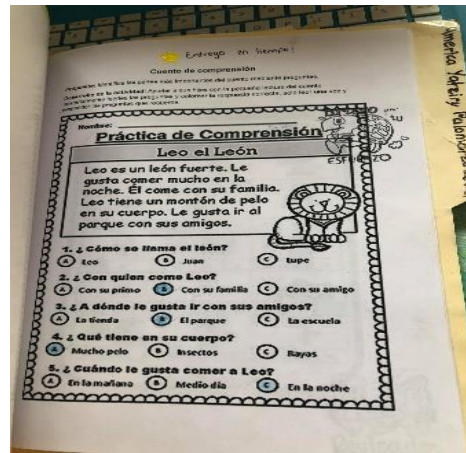 Entrego en tiempo!
Cuento de comprensión
Nombre:
Práctica de Comprensión
Leo el León
ESFUERZO
Leo es un león fuerte. Le
gusta comer mucho en la
noche. Él come con su familia.
Leo tiene un montón de pelo
en su cuerpo. Le gusta ir al
parque con sus amigos.
1. ¿Cómo se llama el león?
A Leo B Juan C Lupe
2. ¿Con quien come Leo?
A Con su primo B Con su familia C Con su amigo
3. ¿A dónde le gusta ir con sus amigos?
A La tienda B El parque C La escuela
4. ¿Qué tiene en su cuerpo?
A Mucho pelo B Insectos C Rayas
5. ¿Cuándo le gusta comer a Leo?
A En la mañana B Medio día C En la noche